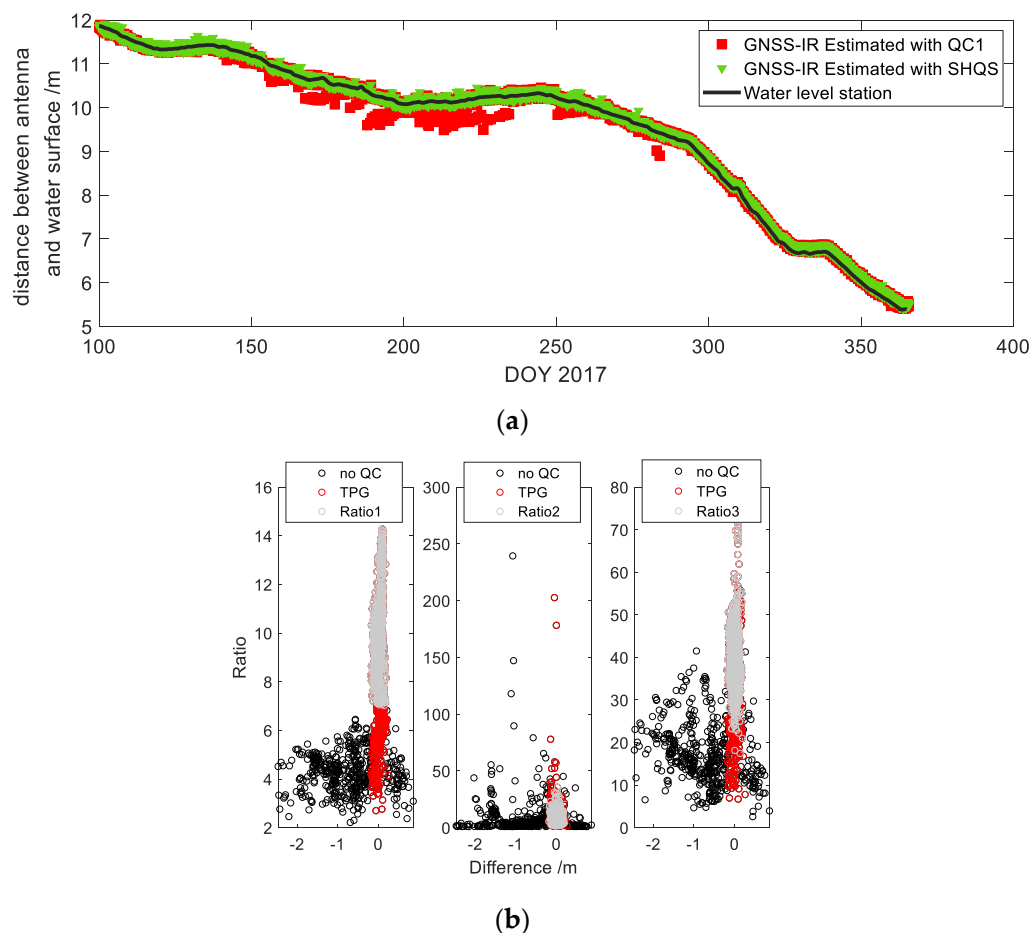 12
11
10
9
8
7
6
5
distance between antenna
and water surface /m
GNSS-IR Estimated with QC1
GNSS-IR Estimated with SHQS
Water level station
100 150 200 250 300 350 400
DOY 2017
(a)
no QC
TPG
Ratio1
16
14
12
10
8
6
4
2
Ratio
-2 -1 0
no QC
TPG
Ratio2
300
250
200
150
100
50
0
-2 -1 0
Difference /m
no QC
TPG
Ratio3
80
70
60
50
40
30
20
10
0
-2 -1 0
(b)